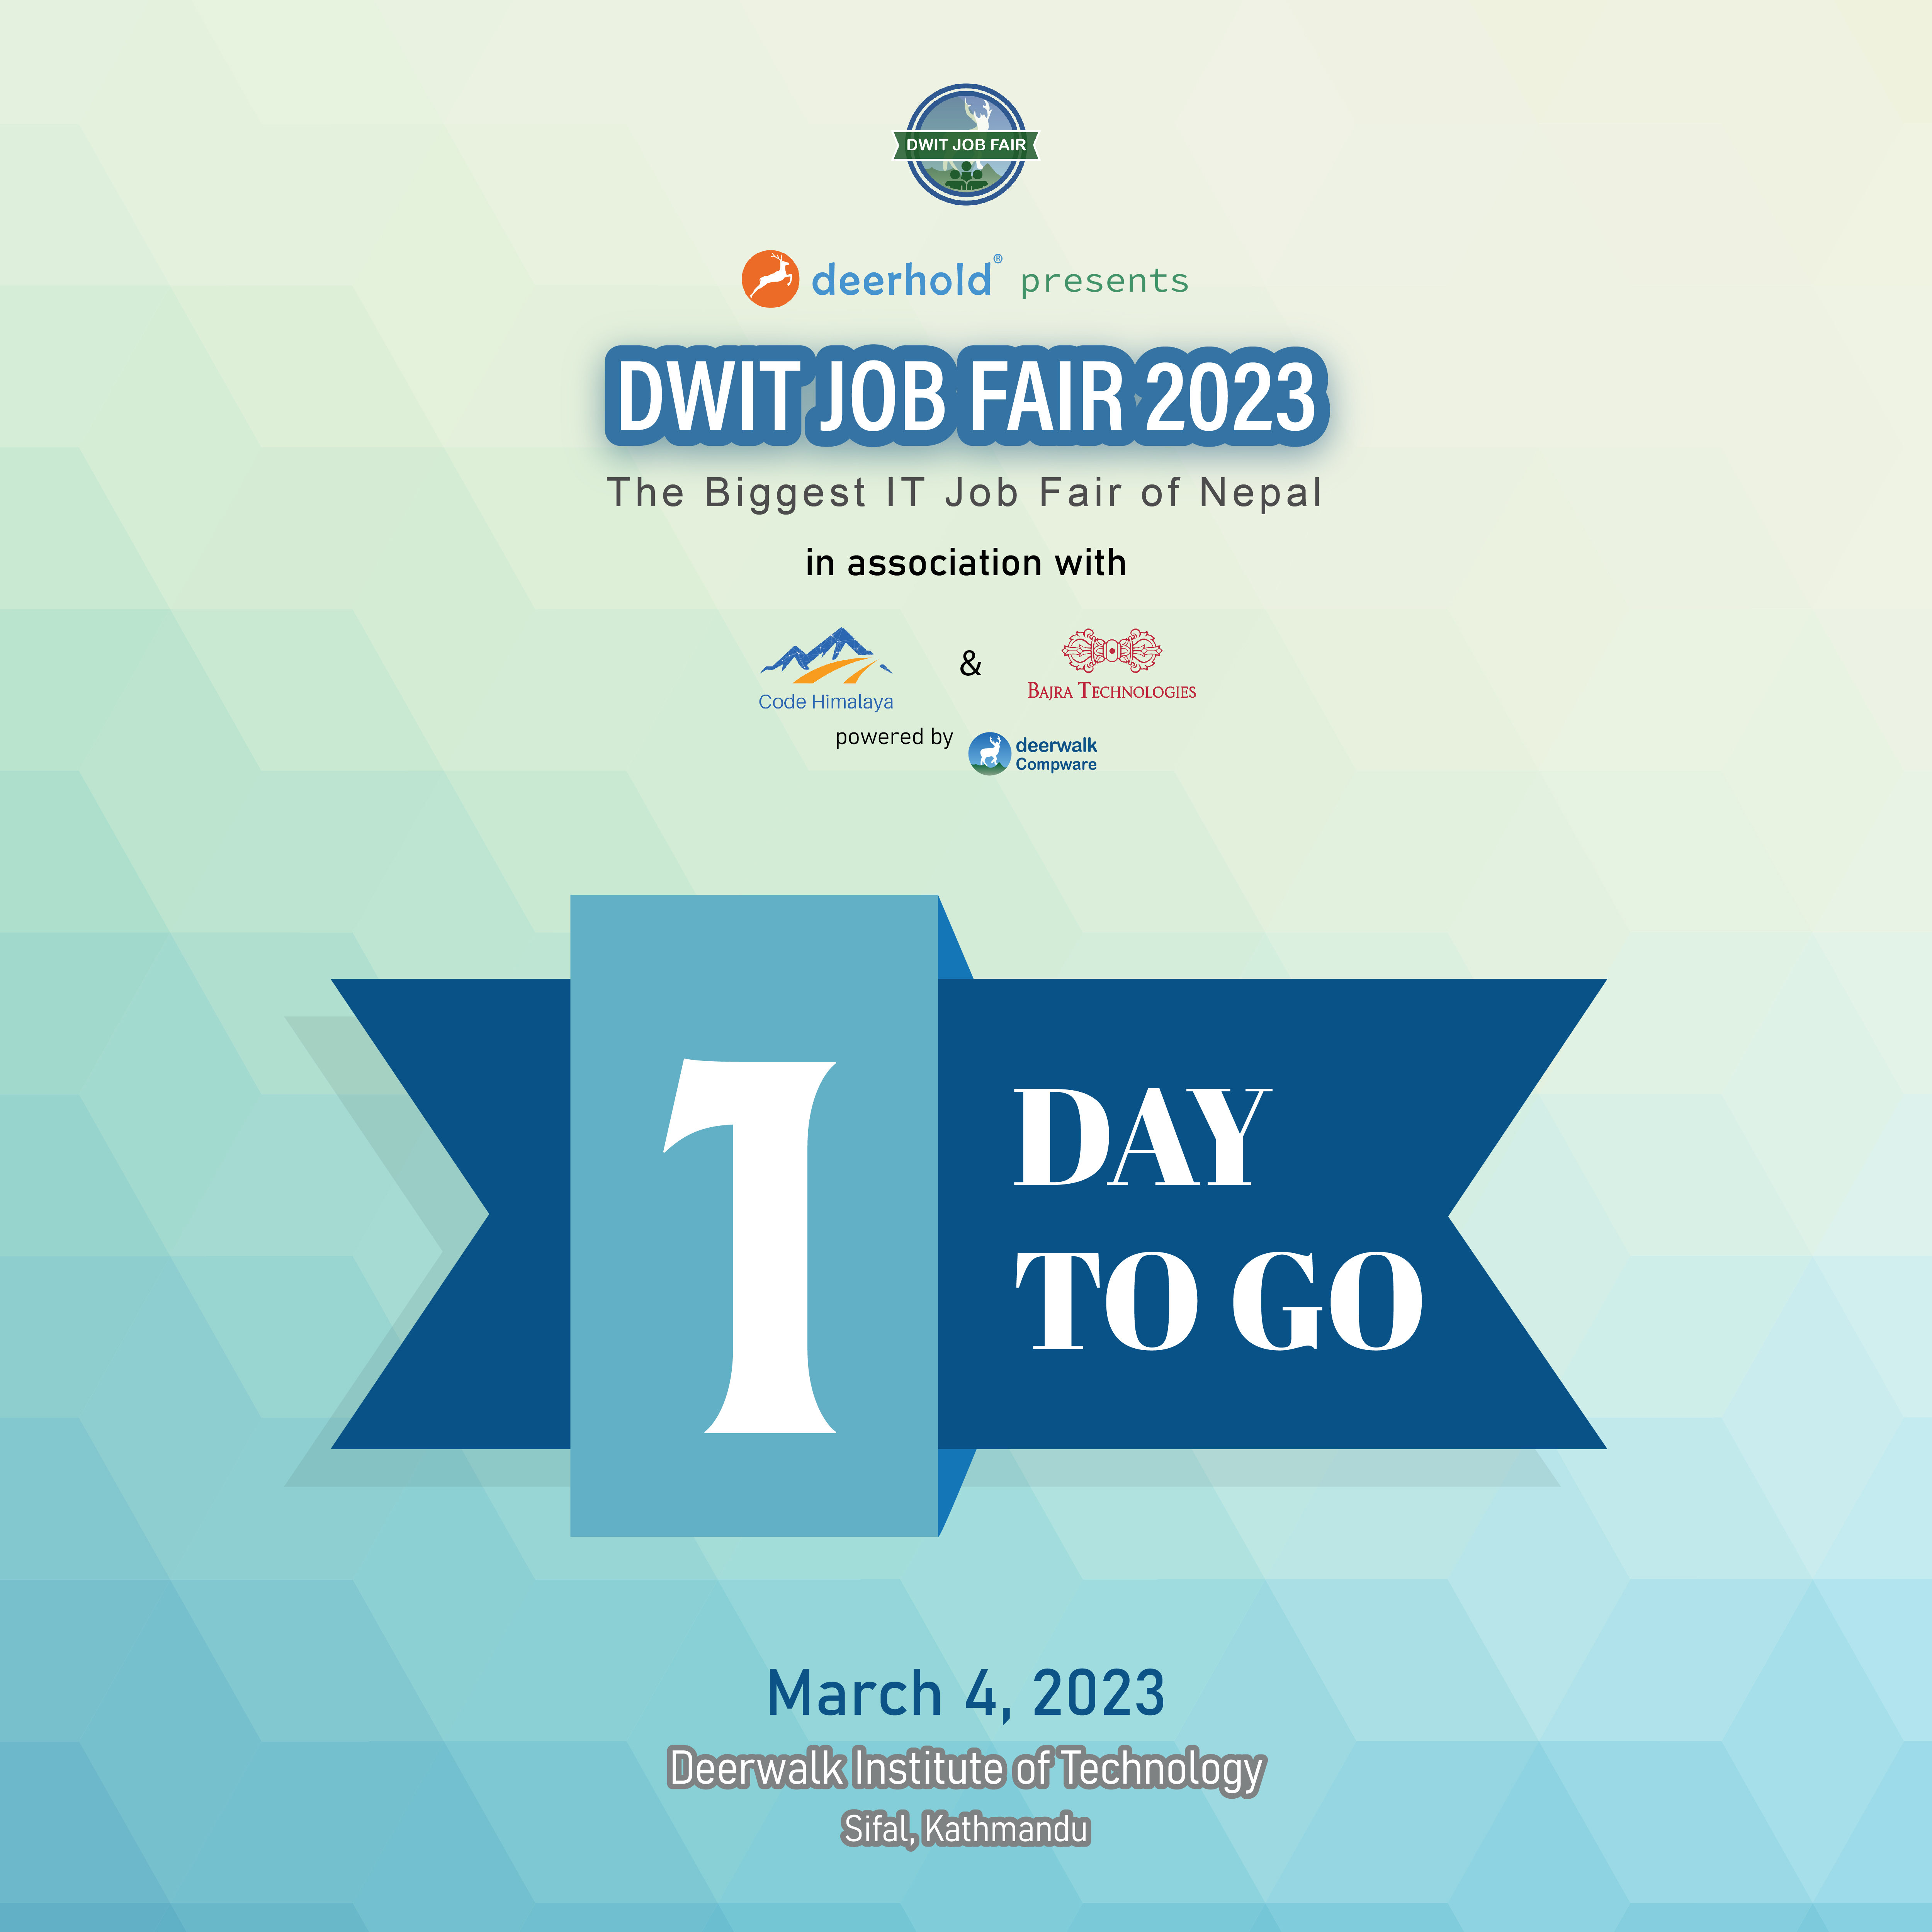 DWIT JOB FAIR
deerhold® presents
DWIT JOB FAIR 2023
The Biggest IT Job Fair of Nepal
in association with
Code Himalaya & BAJRA TECHNOLOGIES
powered by deerwalk
Compware
1 DAY
TO GO
March 4, 2023
Deerwalk Institute of Technology
Sifal, Kathmandu